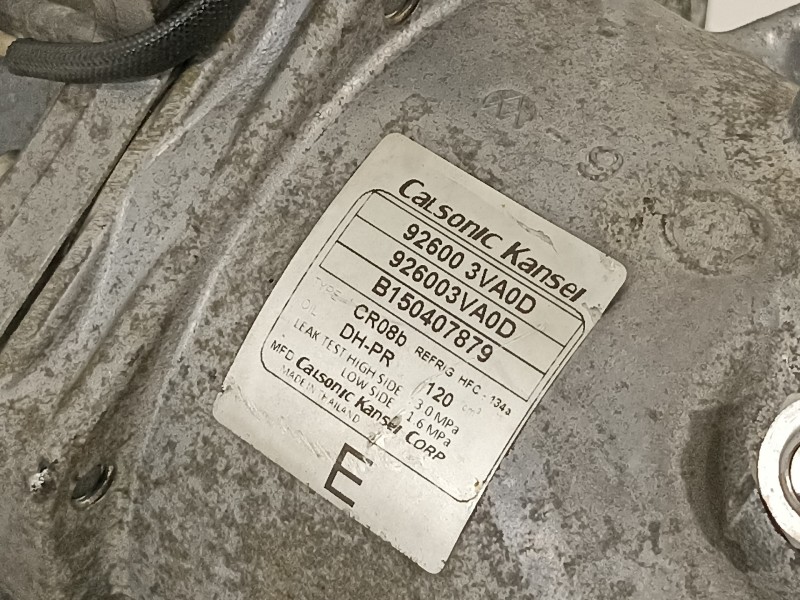 CALSONIC KANSEI
92600 3VA0D
926003VA0D
B150407879
TYPE CR08b REFRIG HFC-134a
OIL DH-PR 120 cm³
LEAK TEST HIGH SIDE 3.0 MPa
LOW SIDE 1.6 MPa
MFD CALSONIC KANSEI CORP
MADE IN THAILAND
E
9